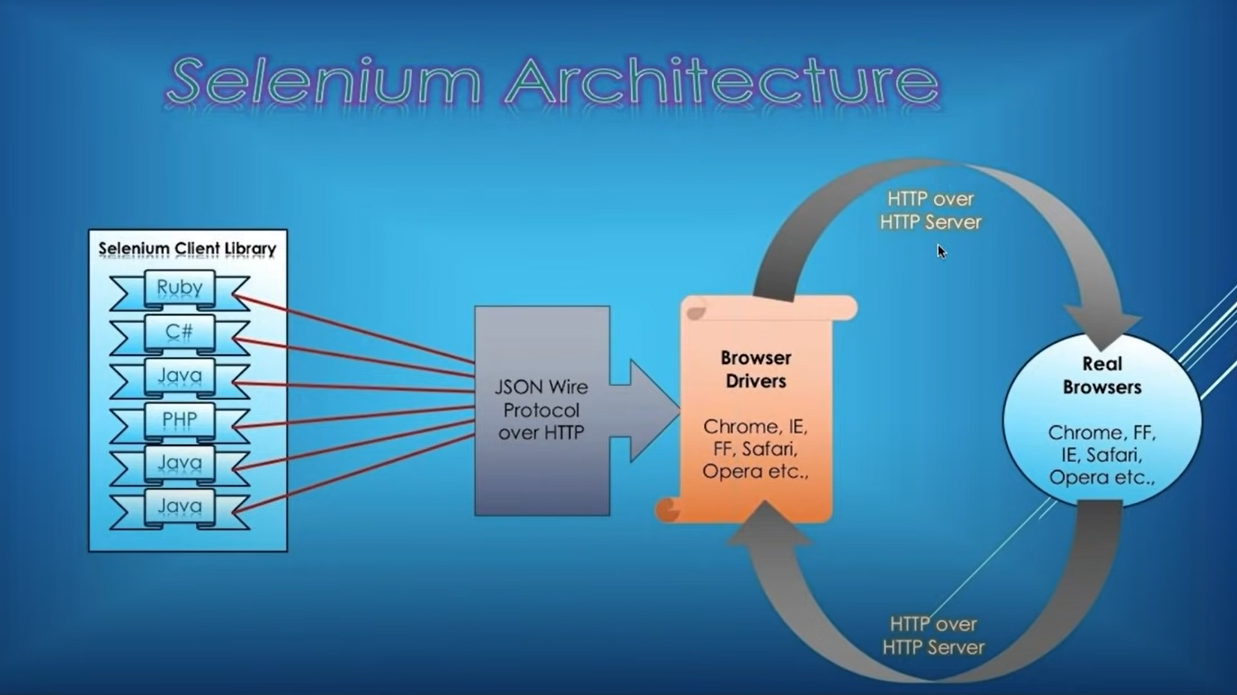 Selenium Architecture
Selenium Client Library
Ruby
C#
Java
PHP
Java
Java
JSON Wire
Protocol
over HTTP
Browser
Drivers
Chrome, IE,
FF, Safari,
Opera etc.,
HTTP over
HTTP Server
Real
Browsers
Chrome, FF,
IE, Safari,
Opera etc.,
HTTP over
HTTP Server